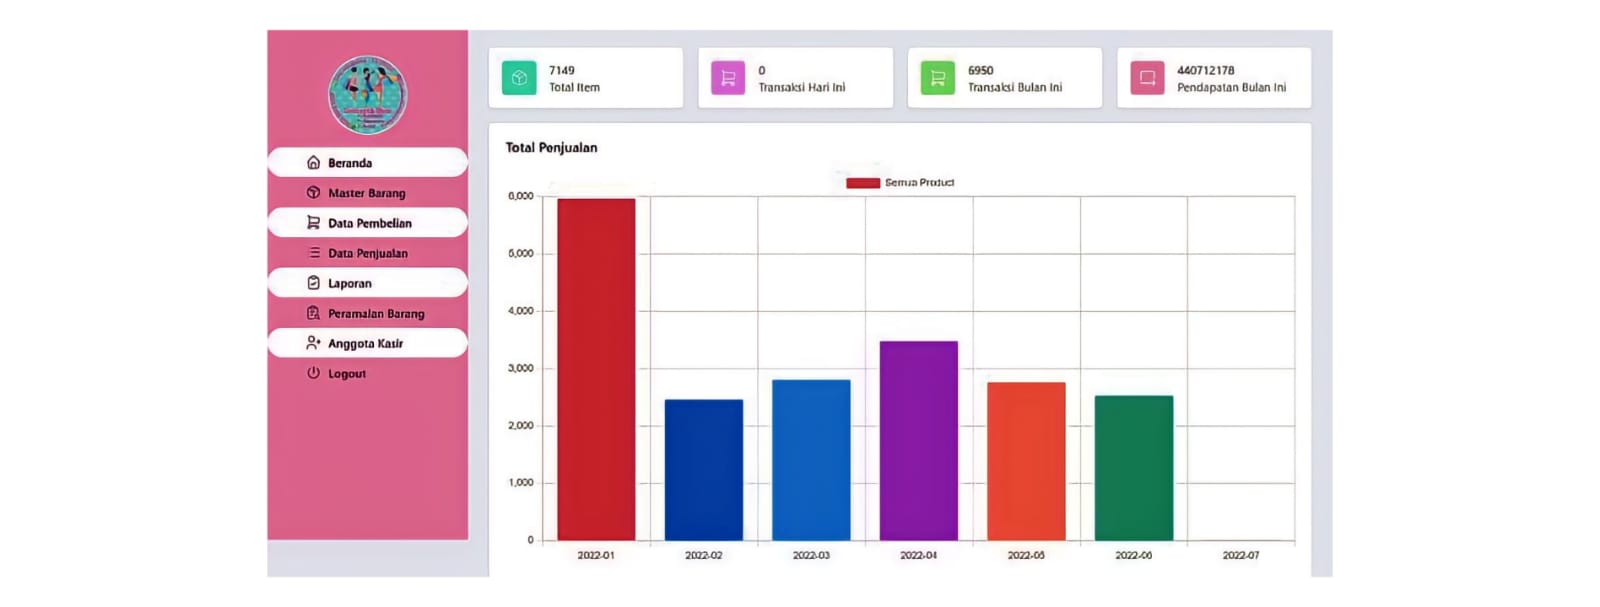 Beranda
Master Barang
Data Pembelian
Data Penjualan
Laporan
Peramalan Barang
Anggota Kasir
Logout
7149
Total Item
0
Transaksi Hari Ini
6950
Transaksi Bulan Ini
440712178
Pendapatan Bulan Ini
Total Penjualan
Semua Product
6,000
5,000
4,000
3,000
2,000
1,000
0
2022-01 2022-02 2022-03 2022-04 2022-05 2022-06 2022-07